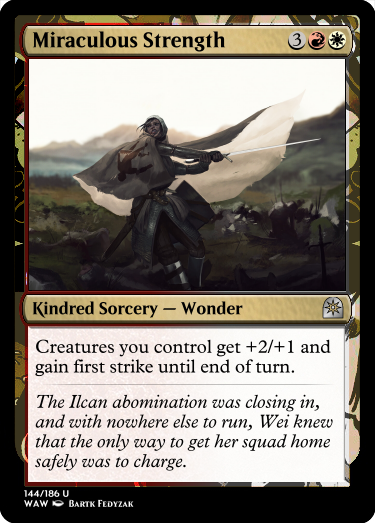 Miraculous Strength 3
Kindred Sorcery — Wonder
Creatures you control get +2/+1 and
gain first strike until end of turn.
The Ilcan abomination was closing in,
and with nowhere else to run, Wei knew
that the only way to get her squad home
safely was to charge.
144/186 U
WAW Bartk Fedyzak